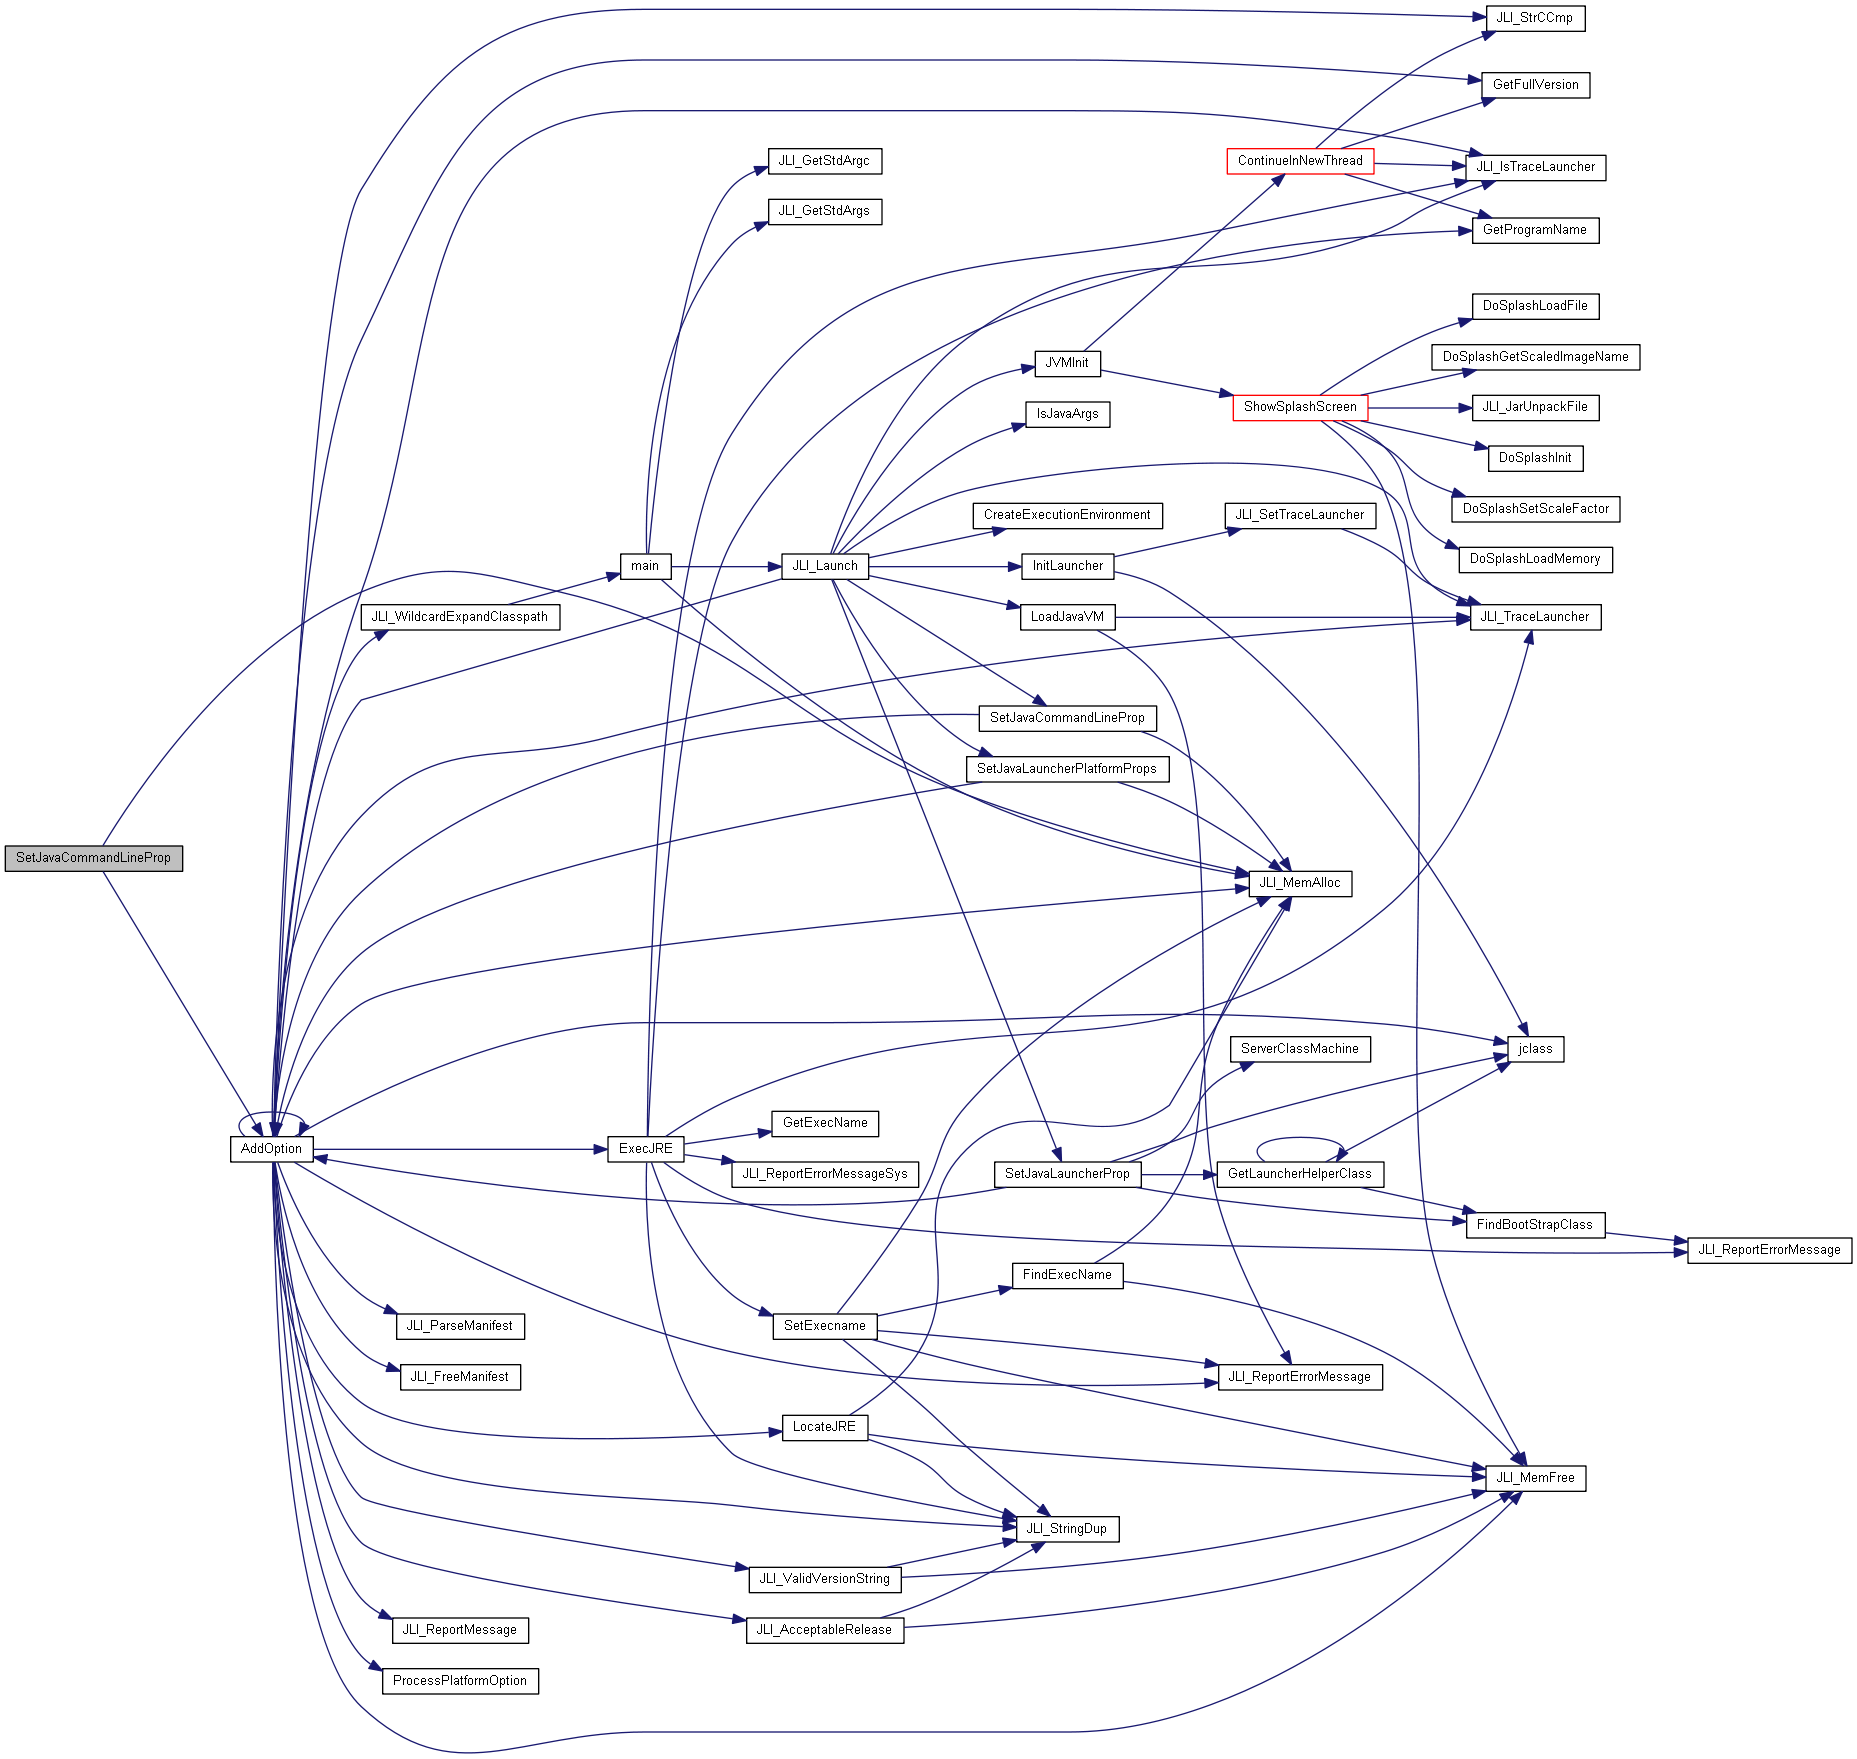 JLI_StrCCmp
GetFullVersion
JLI_GetStdArgc
ContinueInNewThread
JLI_IsTraceLauncher
JLI_GetStdArgs
GetProgramName
DoSplashLoadFile
DoSplashGetScaledImageName
JVMInit
ShowSplashScreen
JLI_JarUnpackFile
IsJavaArgs
DoSplashInit
DoSplashSetScaleFactor
CreateExecutionEnvironment
JLI_SetTraceLauncher
DoSplashLoadMemory
main
JLI_Launch
InitLauncher
JLI_WildcardExpandClasspath
LoadJavaVM
JLI_TraceLauncher
SetJavaCommandLineProp
SetJavaLauncherPlatformProps
SetJavaCommandLineProp
JLI_MemAlloc
ServerClassMachine
jclass
GetExecName
AddOption
ExecJRE
JLI_ReportErrorMessageSys
SetJavaLauncherProp
GetLauncherHelperClass
FindBootStrapClass
JLI_ReportErrorMessage
FindExecName
JLI_ParseManifest
SetExecname
JLI_FreeManifest
JLI_ReportErrorMessage
LocateJRE
JLI_MemFree
JLI_StringDup
JLI_ValidVersionString
JLI_ReportMessage
JLI_AcceptableRelease
ProcessPlatformOption